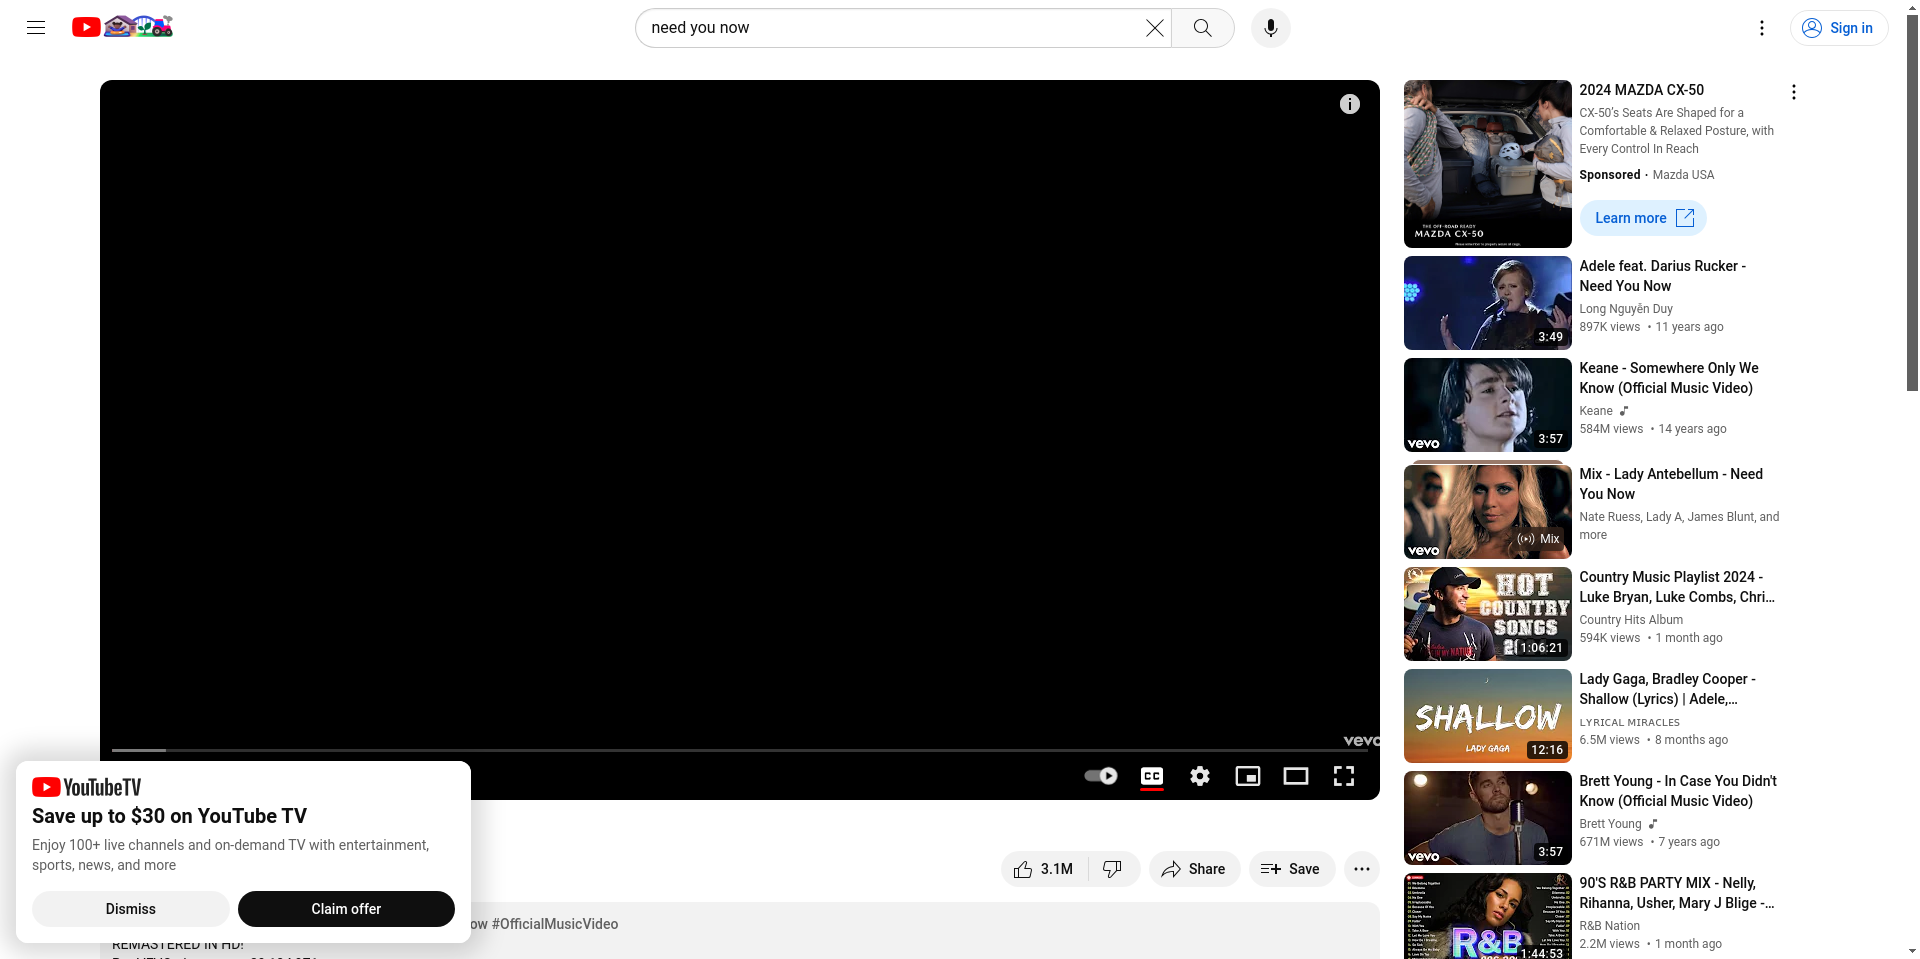 need you now
Sign in
vevo
YouTubeTV
Save up to $30 on YouTube TV
Enjoy 100+ live channels and on-demand TV with entertainment,
sports, news, and more
Dismiss
Claim offer
3.1M
Share
Save
ow #OfficialMusicVideo
REMASTERED IN HD!
2024 MAZDA CX-50
CX-50's Seats Are Shaped for a
Comfortable & Relaxed Posture, with
Every Control In Reach
Sponsored · Mazda USA
Learn more
THE OFF-ROAD READY
MAZDA CX-50
Adele feat. Darius Rucker -
Need You Now
Long Nguyễn Duy
897K views • 11 years ago
3:49
Keane - Somewhere Only We
Know (Official Music Video)
Keane
584M views • 14 years ago
vevo
3:57
Mix - Lady Antebellum - Need
You Now
Nate Ruess, Lady A, James Blunt, and
more
vevo
Mix
Country Music Playlist 2024 -
Luke Bryan, Luke Combs, Chri...
Country Hits Album
594K views • 1 month ago
HOT
COUNTRY
SONGS
1:06:21
Lady Gaga, Bradley Cooper -
Shallow (Lyrics) | Adele,...
LYRICAL MIRACLES
6.5M views • 8 months ago
SHALLOW
LADY GAGA
12:16
Brett Young - In Case You Didn't
Know (Official Music Video)
Brett Young
671M views • 7 years ago
vevo
3:57
90'S R&B PARTY MIX - Nelly,
Rihanna, Usher, Mary J Blige -...
R&B Nation
2.2M views • 1 month ago
R&B
1:44:53